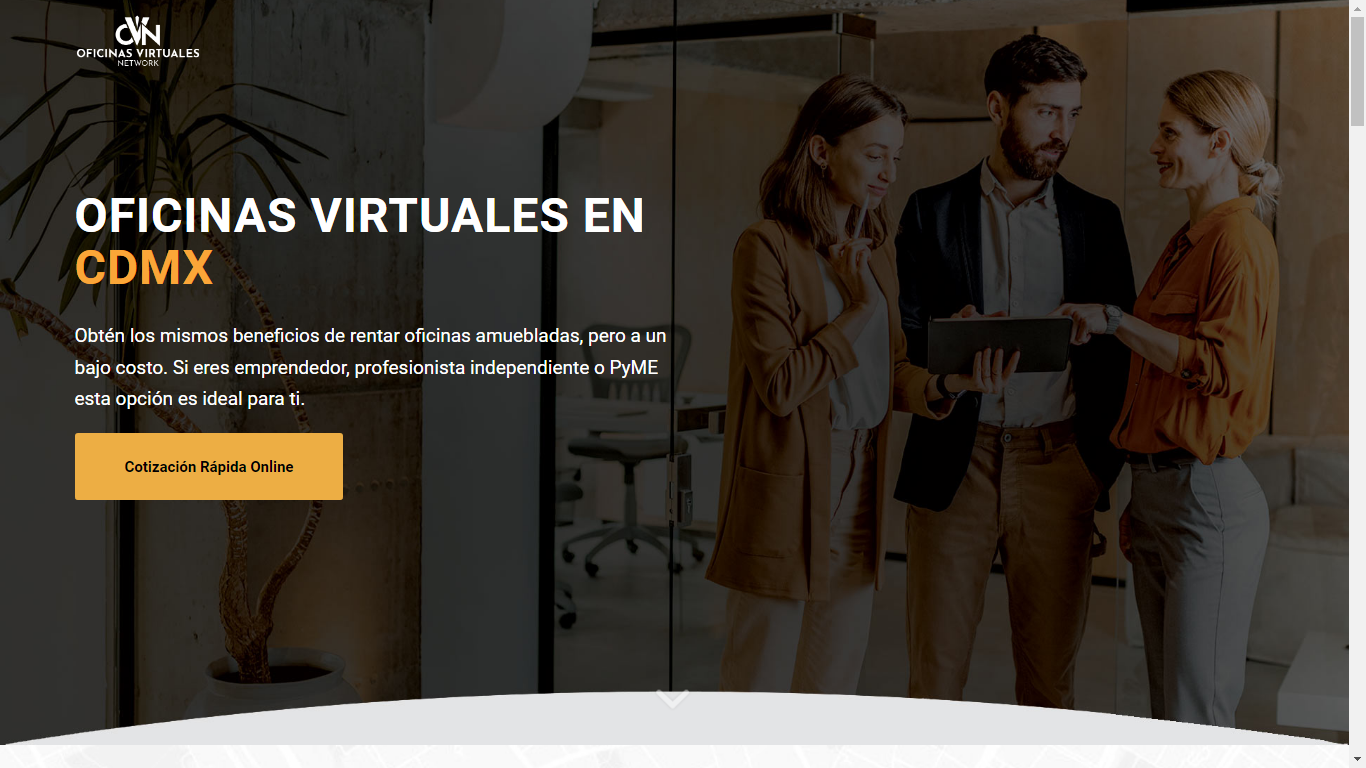 OVN
OFICINAS VIRTUALES
NETWORK
OFICINAS VIRTUALES EN
CDMX
Obtén los mismos beneficios de rentar oficinas amuebladas, pero a un
bajo costo. Si eres emprendedor, profesionista independiente o PyME
esta opción es ideal para ti.
Cotización Rápida Online